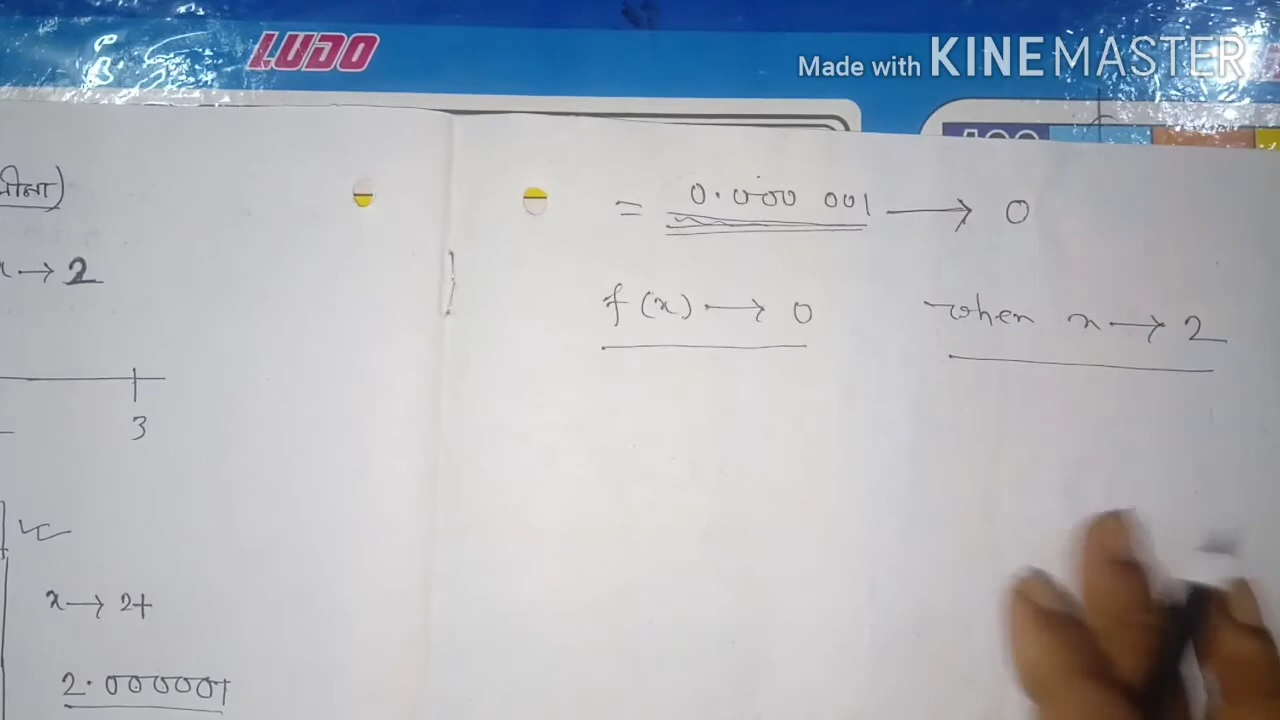 LUDO
Made with KINEMASTER
x → 2
3
x → 2+
2.000001
= 0.000 001 → 0
f(x) → 0 when x → 2